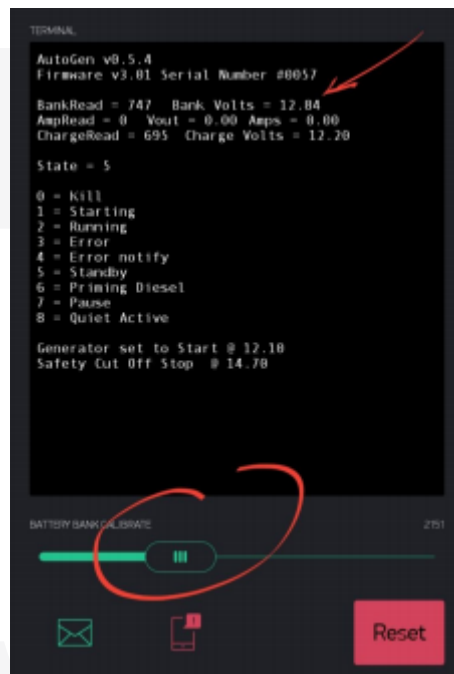 TERMINAL
AutoGen v0.5.4
Firmware v3.01 Serial Number #0057
BankRead = 747 Bank Volts = 12.84
AmpRead = 0 Vout = 0.00 Amps = 0.00
ChargeRead = 695 Charge Volts = 12.20
State = 5
0 = Kill
1 = Starting
2 = Running
3 = Error
4 = Error notify
5 = Standby
6 = Priming Diesel
7 = Pause
8 = Quiet Active
Generator set to Start @ 12.10
Safety Cut Off Stop @ 14.70
BATTERY BANK CALIBRATE 2151
Reset